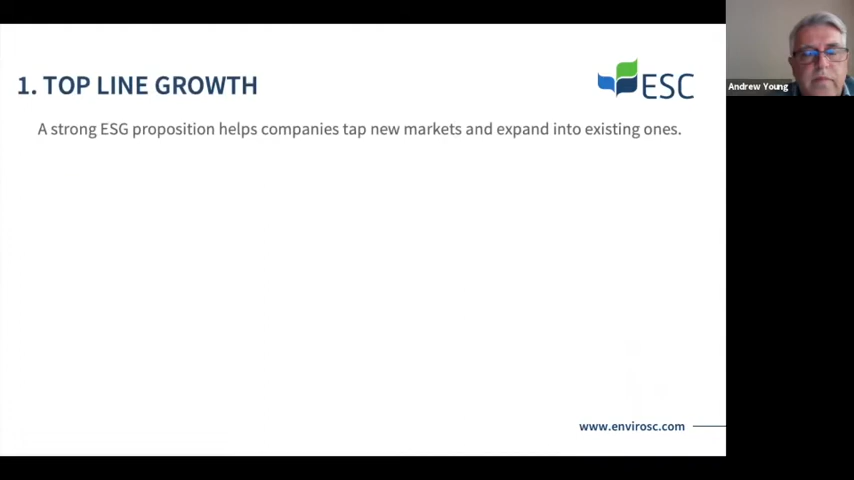 1. TOP LINE GROWTH
ESC
Andrew Young
A strong ESG proposition helps companies tap new markets and expand into existing ones.
www.envirosc.com